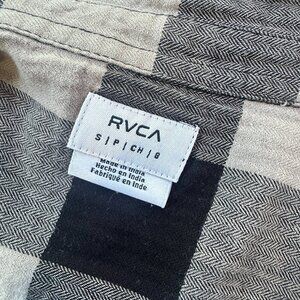 RVCA
S | P | CH | G
Made in India
Hecho en India
Fabriqué en Inde